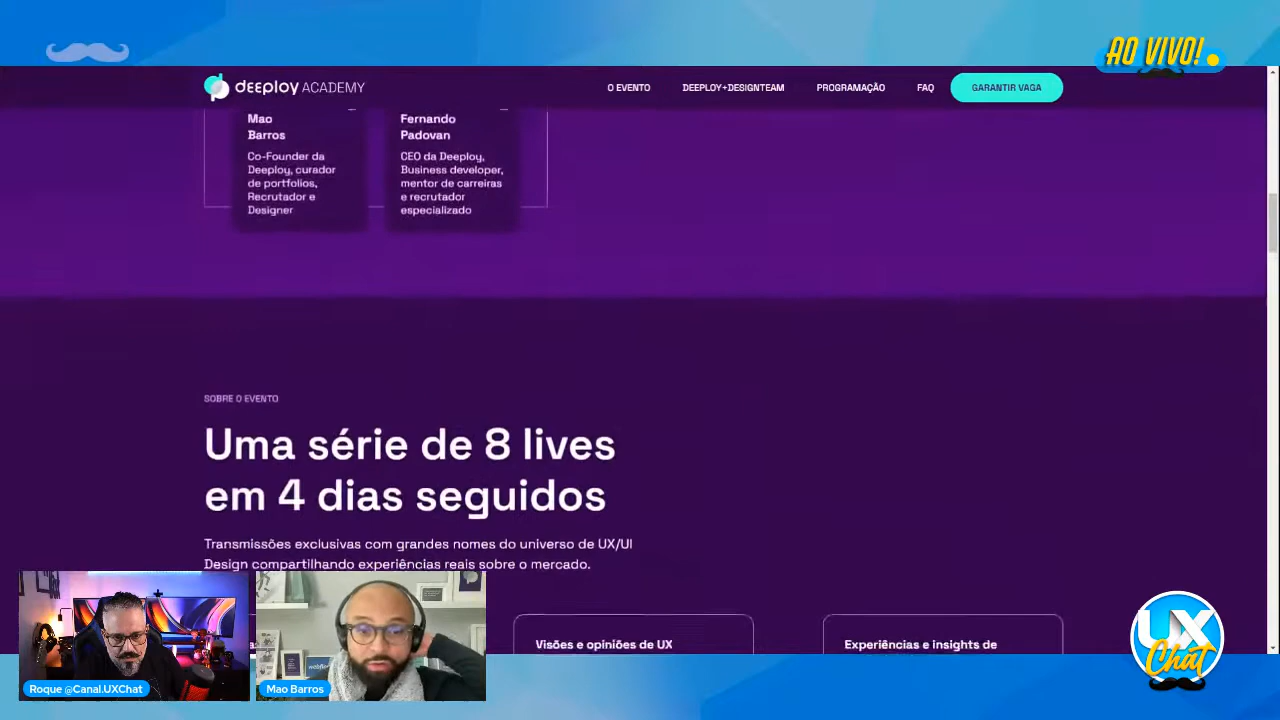 AO VIVO!
deeploy ACADEMY
O EVENTO
DEEPLOY+DESIGNTEAM
PROGRAMAÇÃO
FAQ
GARANTIR VAGA
Mao
Barros
Co-Founder da
Deeploy, curador
de portfolios,
Recrutador e
Designer
Fernando
Padovan
CEO da Deeploy,
Business developer,
mentor de carreiras
e recrutador
especializado
SOBRE O EVENTO
Uma série de 8 lives
em 4 dias seguidos
Transmissões exclusivas com grandes nomes do universo de UX/UI
Design compartilhando experiências reais sobre o mercado.
Visões e opiniões de UX
Experiências e insights de
Roque @Canal.UXChat
Mao Barros
UX
Chat